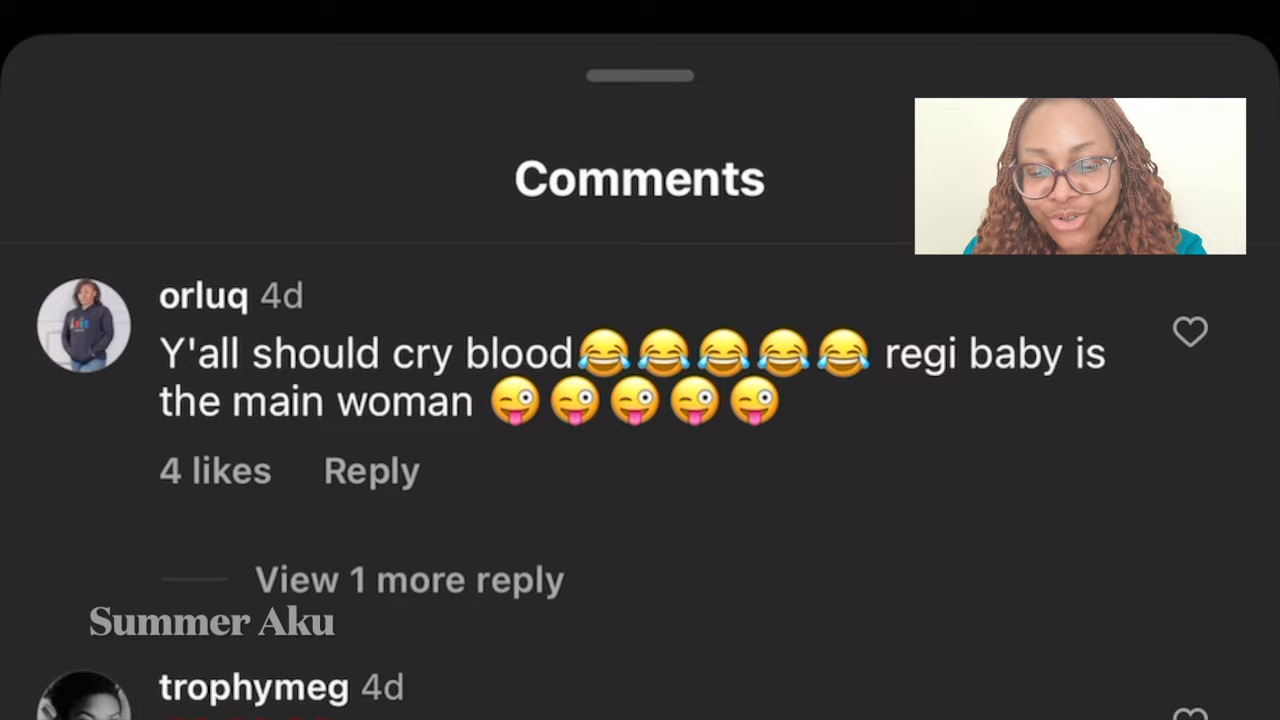 Comments
orluq 4d
Y'all should cry blood😂😂😂😂😂 regi baby is
the main woman 😜😜😜😜😜
4 likes Reply
View 1 more reply
Summer Aku
trophymeg 4d